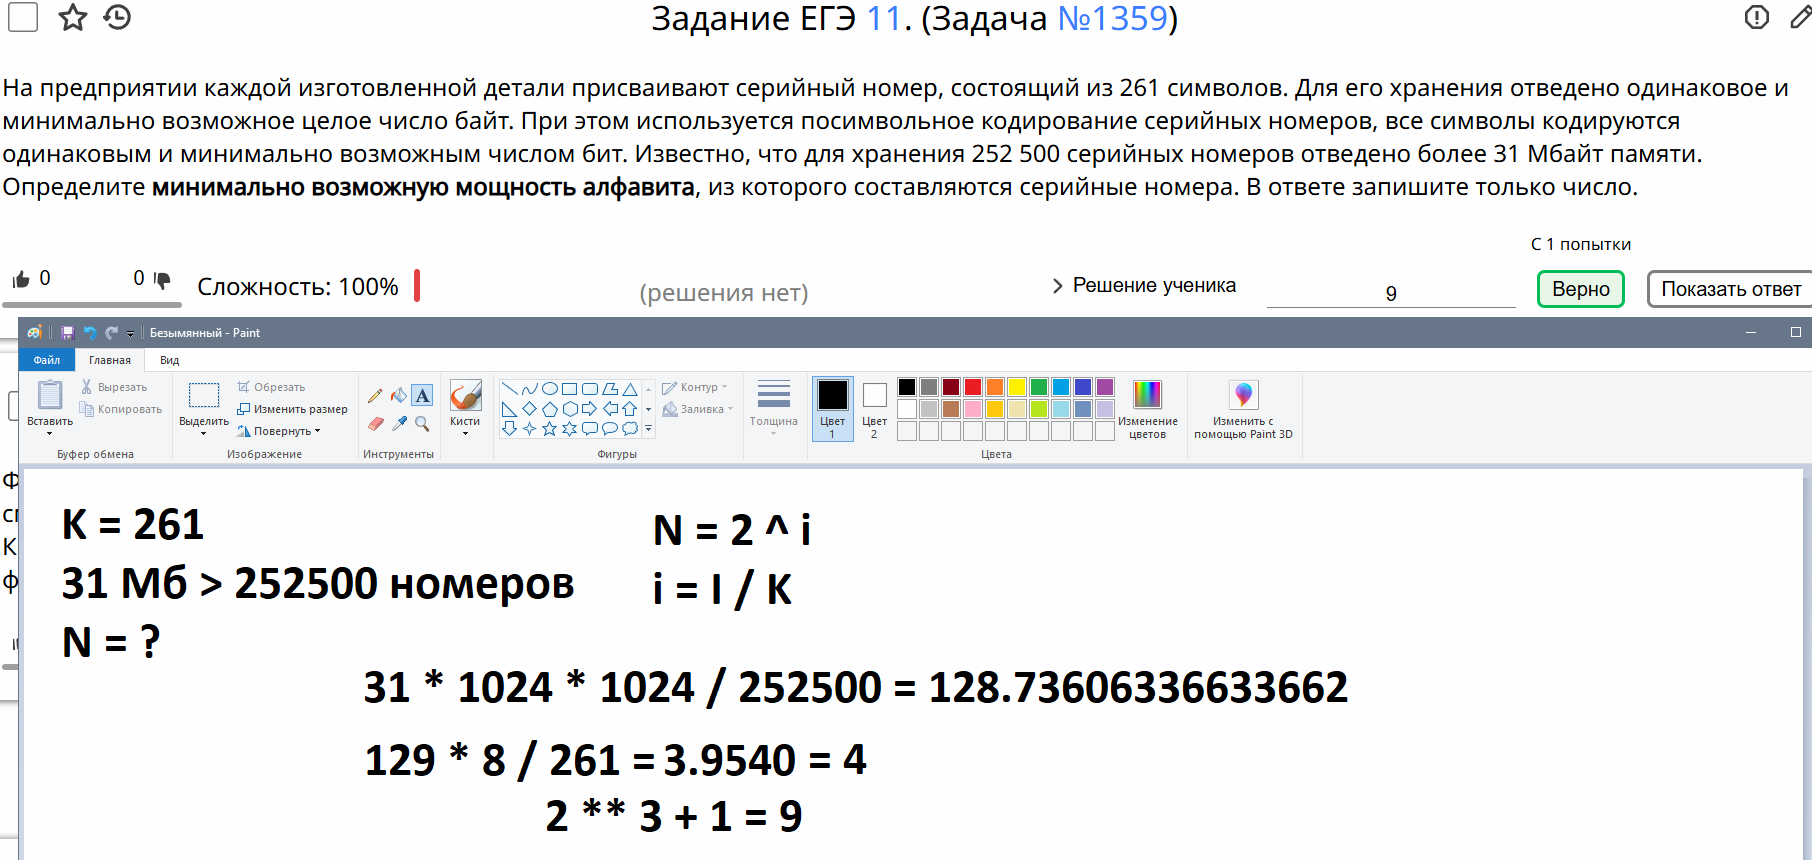 Задание ЕГЭ 11. (Задача №1359)
На предприятии каждой изготовленной детали присваивают серийный номер, состоящий из 261 символов. Для его хранения отведено одинаковое и
минимально возможное целое число байт. При этом используется посимвольное кодирование серийных номеров, все символы кодируются
одинаковым и минимально возможным числом бит. Известно, что для хранения 252 500 серийных номеров отведено более 31 Мбайт памяти.
Определите минимально возможную мощность алфавита, из которого составляются серийные номера. В ответе запишите только число.
С 1 попытки
0 0 Сложность: 100% (решения нет) Решение ученика 9 Верно Показать ответ
Безымянный - Paint
Файл Главная Вид
Вставить Вырезать Копировать
Буфер обмена
Выделить Обрезать Изменить размер Повернуть
Изображение
Инструменты
Кисти
Контур Заливка
Фигуры
Толщина
Цвет 1 Цвет 2 Изменение цветов
Цвета
Изменить с помощью Paint 3D
K = 261
31 Мб > 252500 номеров
N = ?
N = 2 ^ i
i = I / K
31 * 1024 * 1024 / 252500 = 128.73606336633662
129 * 8 / 261 = 3.9540 = 4
2 ** 3 + 1 = 9